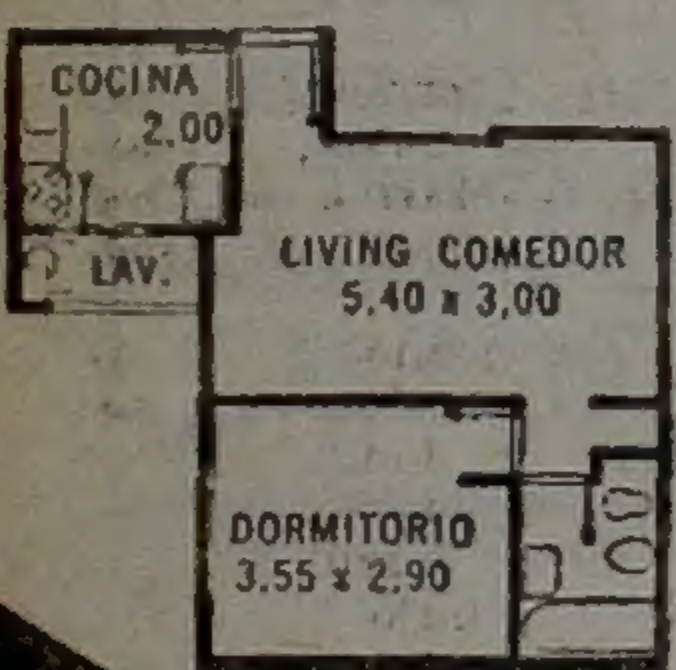 COCINA
2,00
LAV.
LIVING COMEDOR
5,40 x 3,00
DORMITORIO
3.55 x 2,90